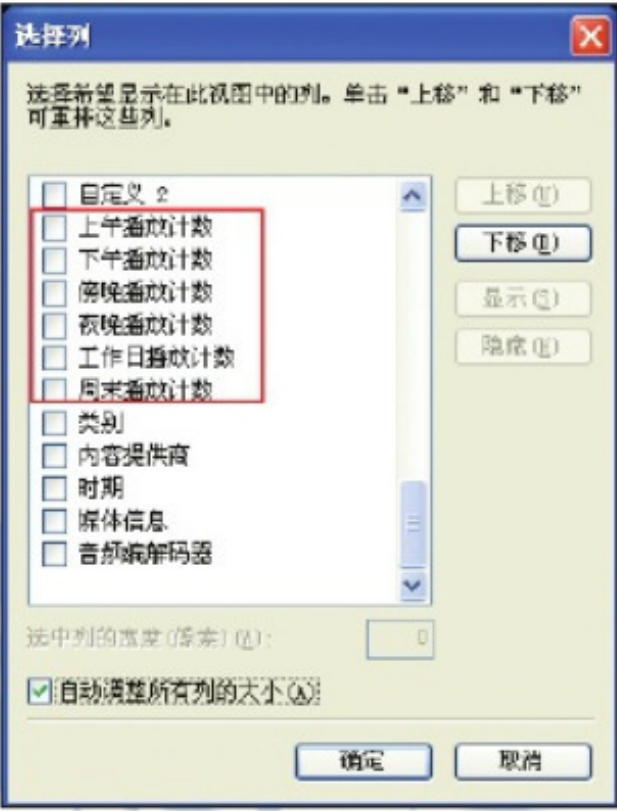 选择列
选择希望显示在此视图中的列。单击“上移”和“下移”
可重排这些列。
自定义 2
上午播放计数
下午播放计数
傍晚播放计数
夜晚播放计数
工作日播放计数
周末播放计数
类别
内容提供商
时期
媒体信息
音频编解码器
上移(U)
下移(D)
显示(S)
隐藏(H)
选中列的宽度(像素)(W):
0
自动调整所有列的大小(A)
确定
取消